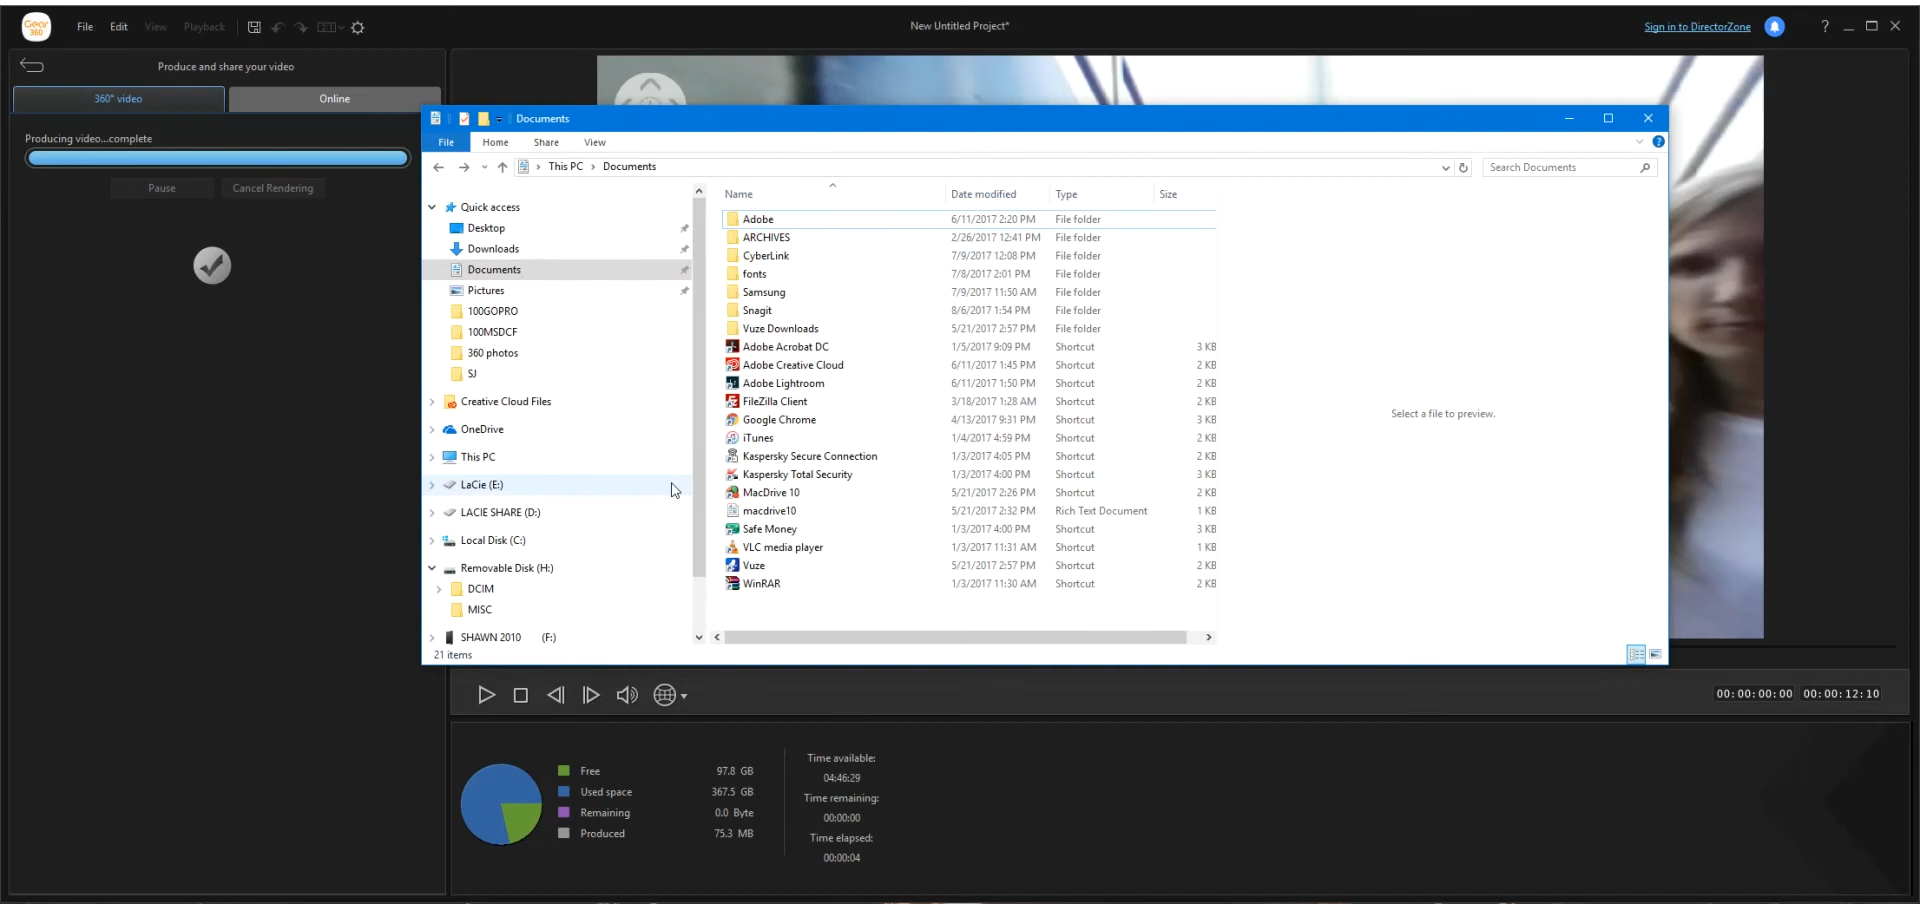 Gear 360
File Edit View Playback
New Untitled Project*
Sign in to DirectorZone
?
Produce and share your video
360° video
Online
Producing video...complete
Pause
Cancel Rendering
Documents
File Home Share View
This PC > Documents
Search Documents
Quick access
Desktop
Downloads
Documents
Pictures
100GOPRO
100MSDCF
360 photos
SJ
Creative Cloud Files
OneDrive
This PC
LaCie (E:)
LACIE SHARE (D:)
Local Disk (C:)
Removable Disk (H:)
DCIM
MISC
SHAWN 2010 (F:)
21 items
Name Date modified Type Size
Adobe 6/11/2017 2:20 PM File folder
ARCHIVES 2/26/2017 12:41 PM File folder
CyberLink 7/9/2017 12:08 PM File folder
fonts 7/8/2017 2:01 PM File folder
Samsung 7/9/2017 11:50 AM File folder
Snagit 8/6/2017 1:54 PM File folder
Vuze Downloads 5/21/2017 2:57 PM File folder
Adobe Acrobat DC 1/5/2017 9:09 PM Shortcut 3 KB
Adobe Creative Cloud 6/11/2017 1:45 PM Shortcut 2 KB
Adobe Lightroom 6/11/2017 1:50 PM Shortcut 2 KB
FileZilla Client 3/18/2017 1:28 AM Shortcut 2 KB
Google Chrome 4/13/2017 9:31 PM Shortcut 3 KB
iTunes 1/4/2017 4:59 PM Shortcut 2 KB
Kaspersky Secure Connection 1/3/2017 4:05 PM Shortcut 2 KB
Kaspersky Total Security 1/3/2017 4:00 PM Shortcut 3 KB
MacDrive 10 5/21/2017 2:26 PM Shortcut 2 KB
macdrive10 5/21/2017 2:32 PM Rich Text Document 1 KB
Safe Money 1/3/2017 4:00 PM Shortcut 3 KB
VLC media player 1/3/2017 11:31 AM Shortcut 1 KB
Vuze 5/21/2017 2:57 PM Shortcut 2 KB
WinRAR 1/3/2017 11:30 AM Shortcut 2 KB
Select a file to preview.
00:00:00:00 00:00:12:10
Free 97.8 GB
Used space 367.5 GB
Remaining 0.0 Byte
Produced 75.3 MB
Time available:
04:46:29
Time remaining:
00:00:00
Time elapsed:
00:00:04